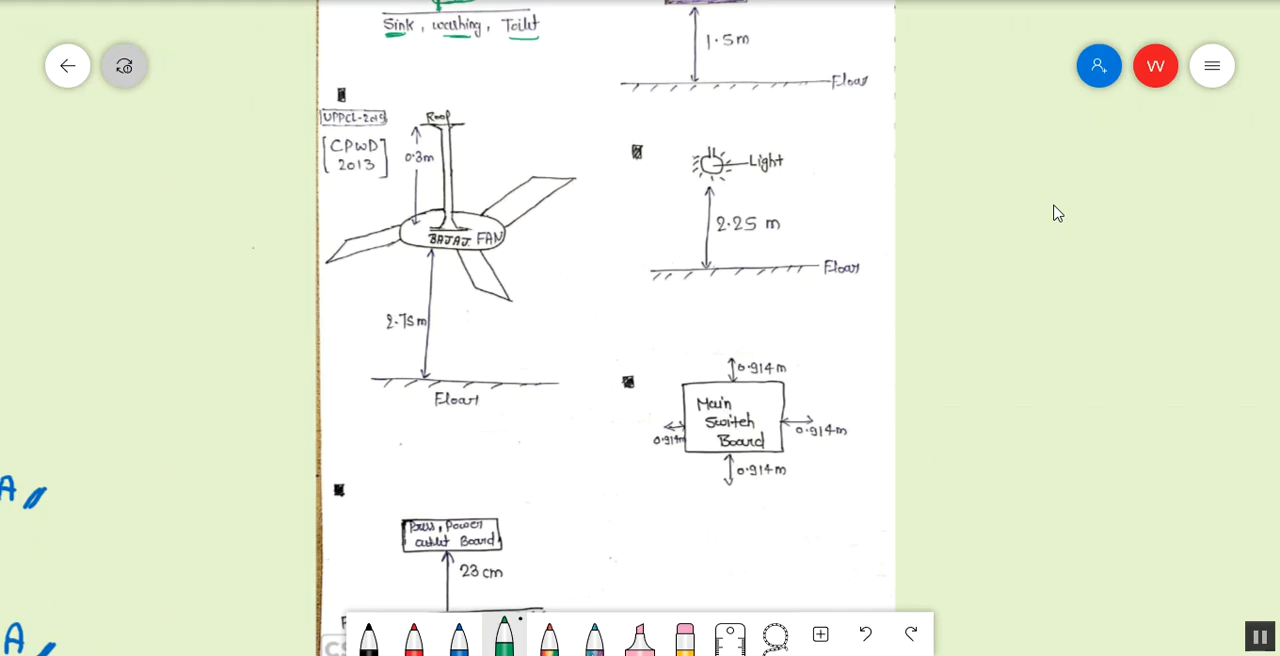 Sink, washing, Toilet
1.5m
Floor
UPPCL-2015
Roof
[CPWD
2013]
0.3m
BAJAJ FAN
2.75m
Floor
Light
2.25 m
Floor
0.914m
Main
Switch
Board
0.914m
0.914m
0.914m
Power
outlet Board
23 cm
A
A